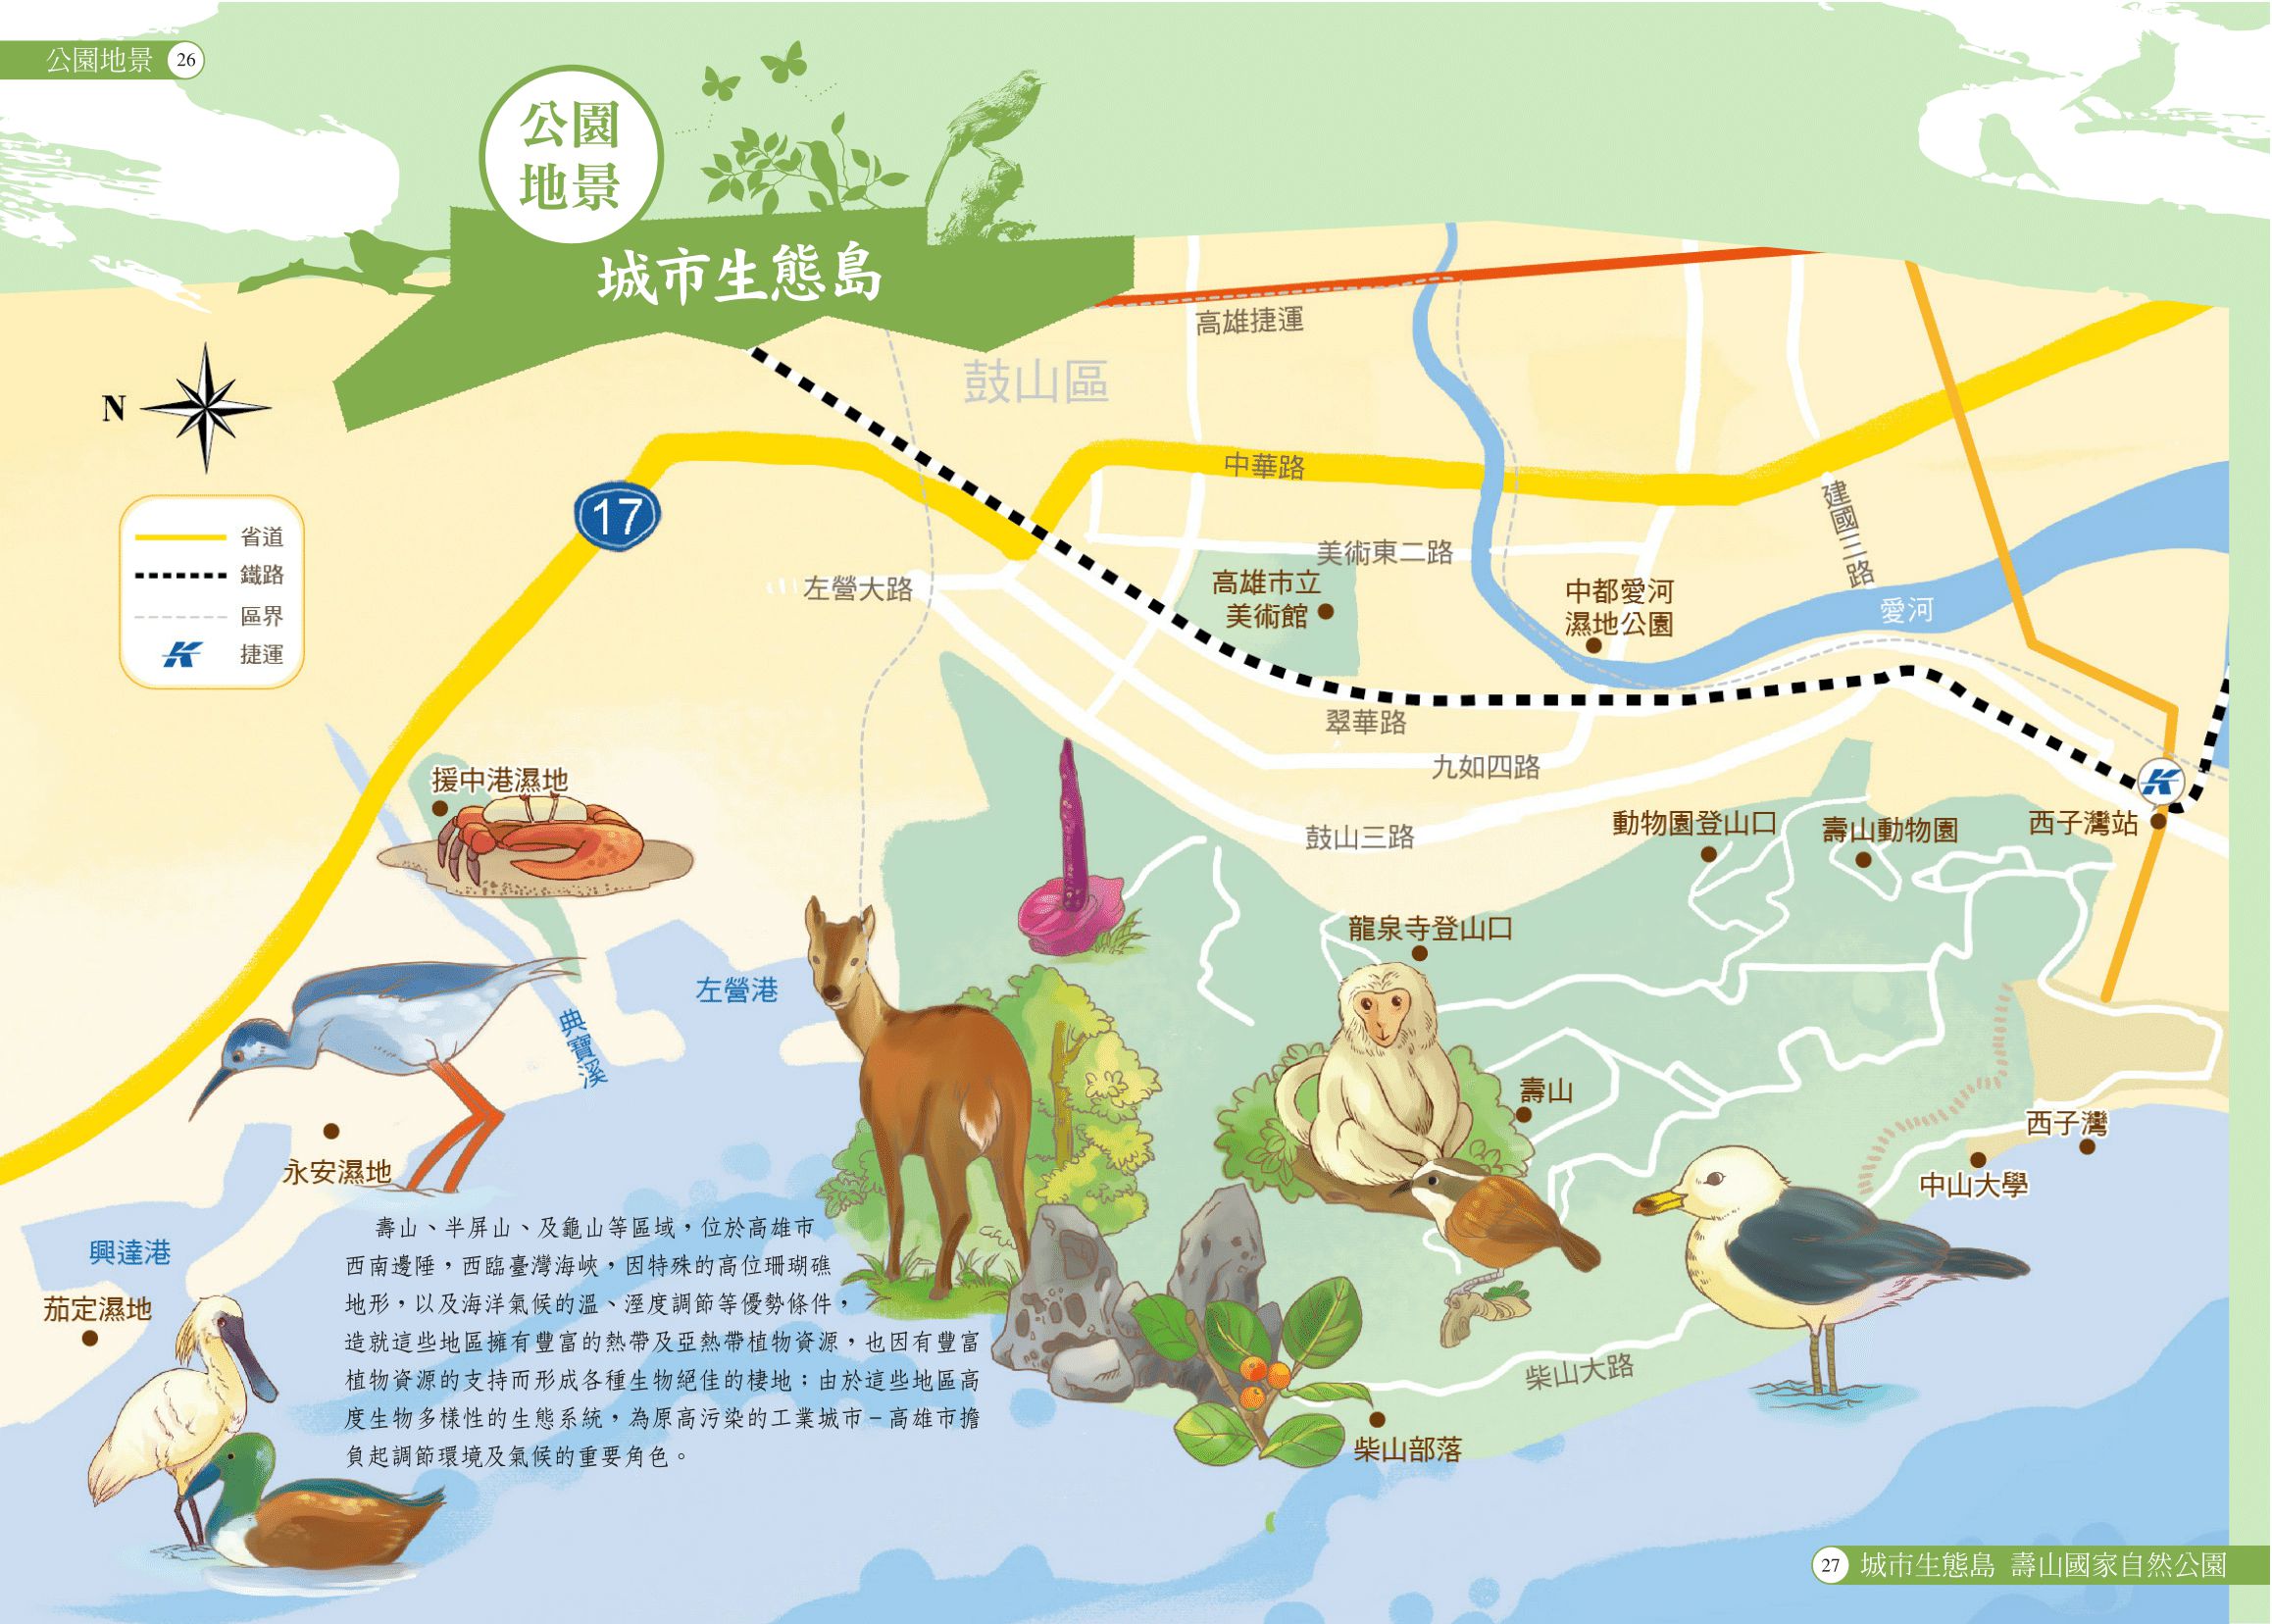 公園地景 26
公園
地景
城市生態島
高雄捷運
鼓山區
N
17
中華路
建國三路
省道
鐵路
區界
捷運
左營大路
美術東二路
高雄市立
美術館
中都愛河
濕地公園
愛河
翠華路
九如四路
鼓山三路
援中港濕地
動物園登山口
壽山動物園
西子灣站
龍泉寺登山口
左營港
典寶溪
壽山
西子灣
中山大學
永安濕地
興達港
茄定濕地
壽山、半屏山、及龜山等區域，位於高雄市
西南邊陲，西臨臺灣海峽，因特殊的高位珊瑚礁
地形，以及海洋氣候的溫、溼度調節等優勢條件，
造就這些地區擁有豐富的熱帶及亞熱帶植物資源，也因有豐富
植物資源的支持而形成各種生物絕佳的棲地；由於這些地區高
度生物多樣性的生態系統，為原高污染的工業城市－高雄市擔
負起調節環境及氣候的重要角色。
柴山大路
柴山部落
27 城市生態島 壽山國家自然公園